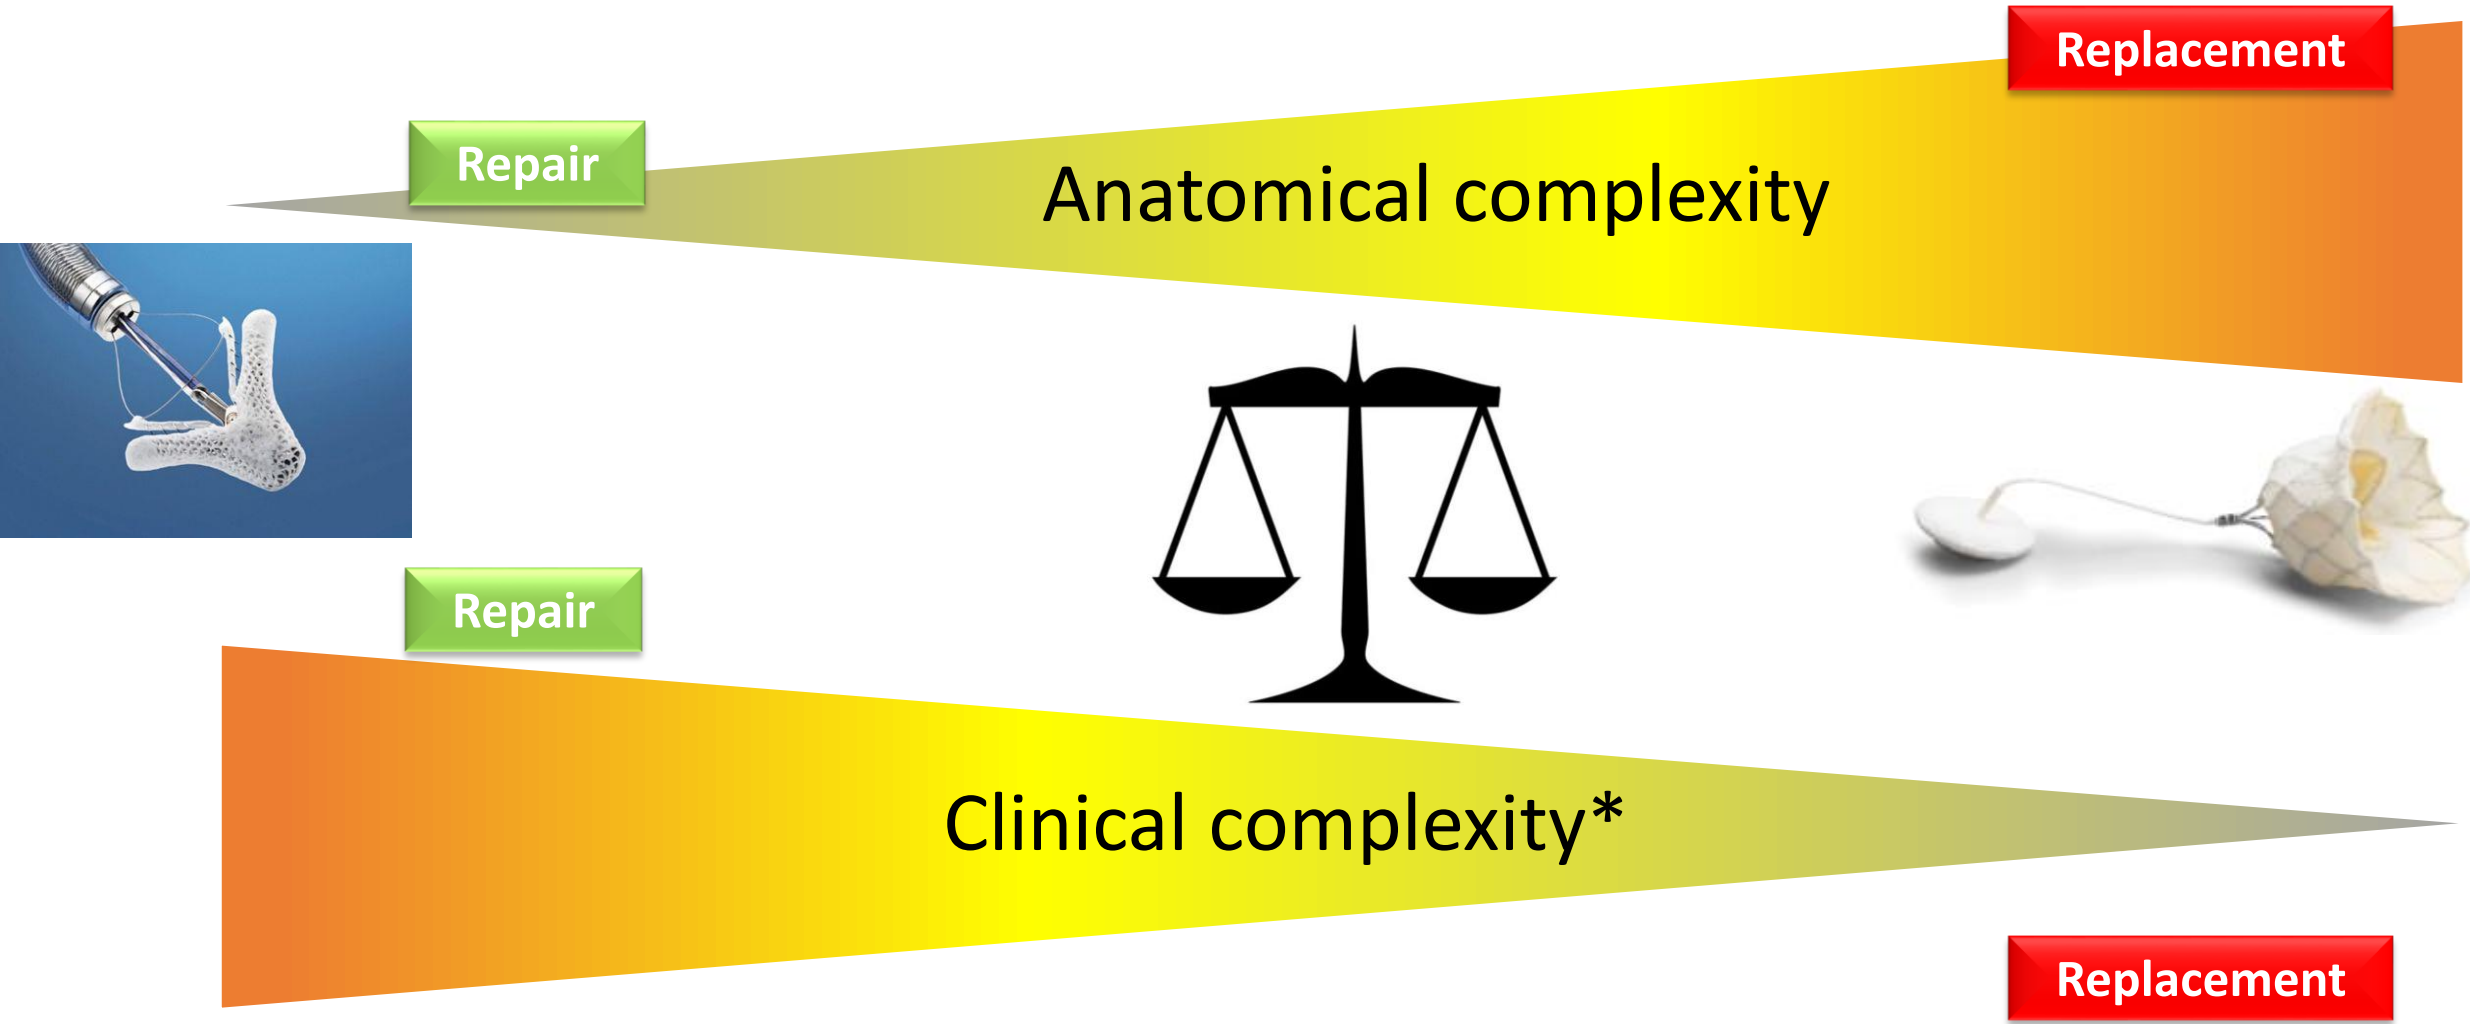 Replacement
Repair
Anatomical complexity
Repair
Clinical complexity*
Replacement